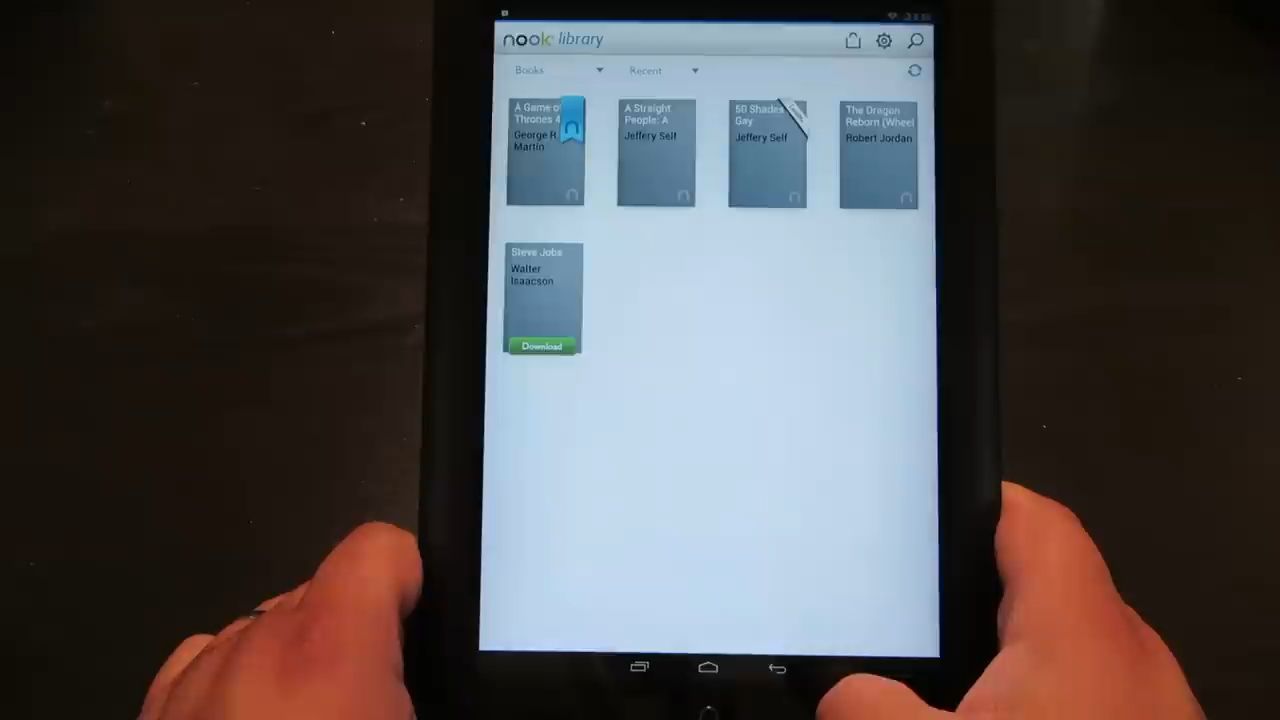 nook library
Books
Recent
A Game of
Thrones 4
George R.
Martin
A Straight
People: A
Jeffery Self
50 Shades
Gay
Jeffery Self
The Dragon
Reborn (Wheel
Robert Jordan
Steve Jobs
Walter
Isaacson
Download